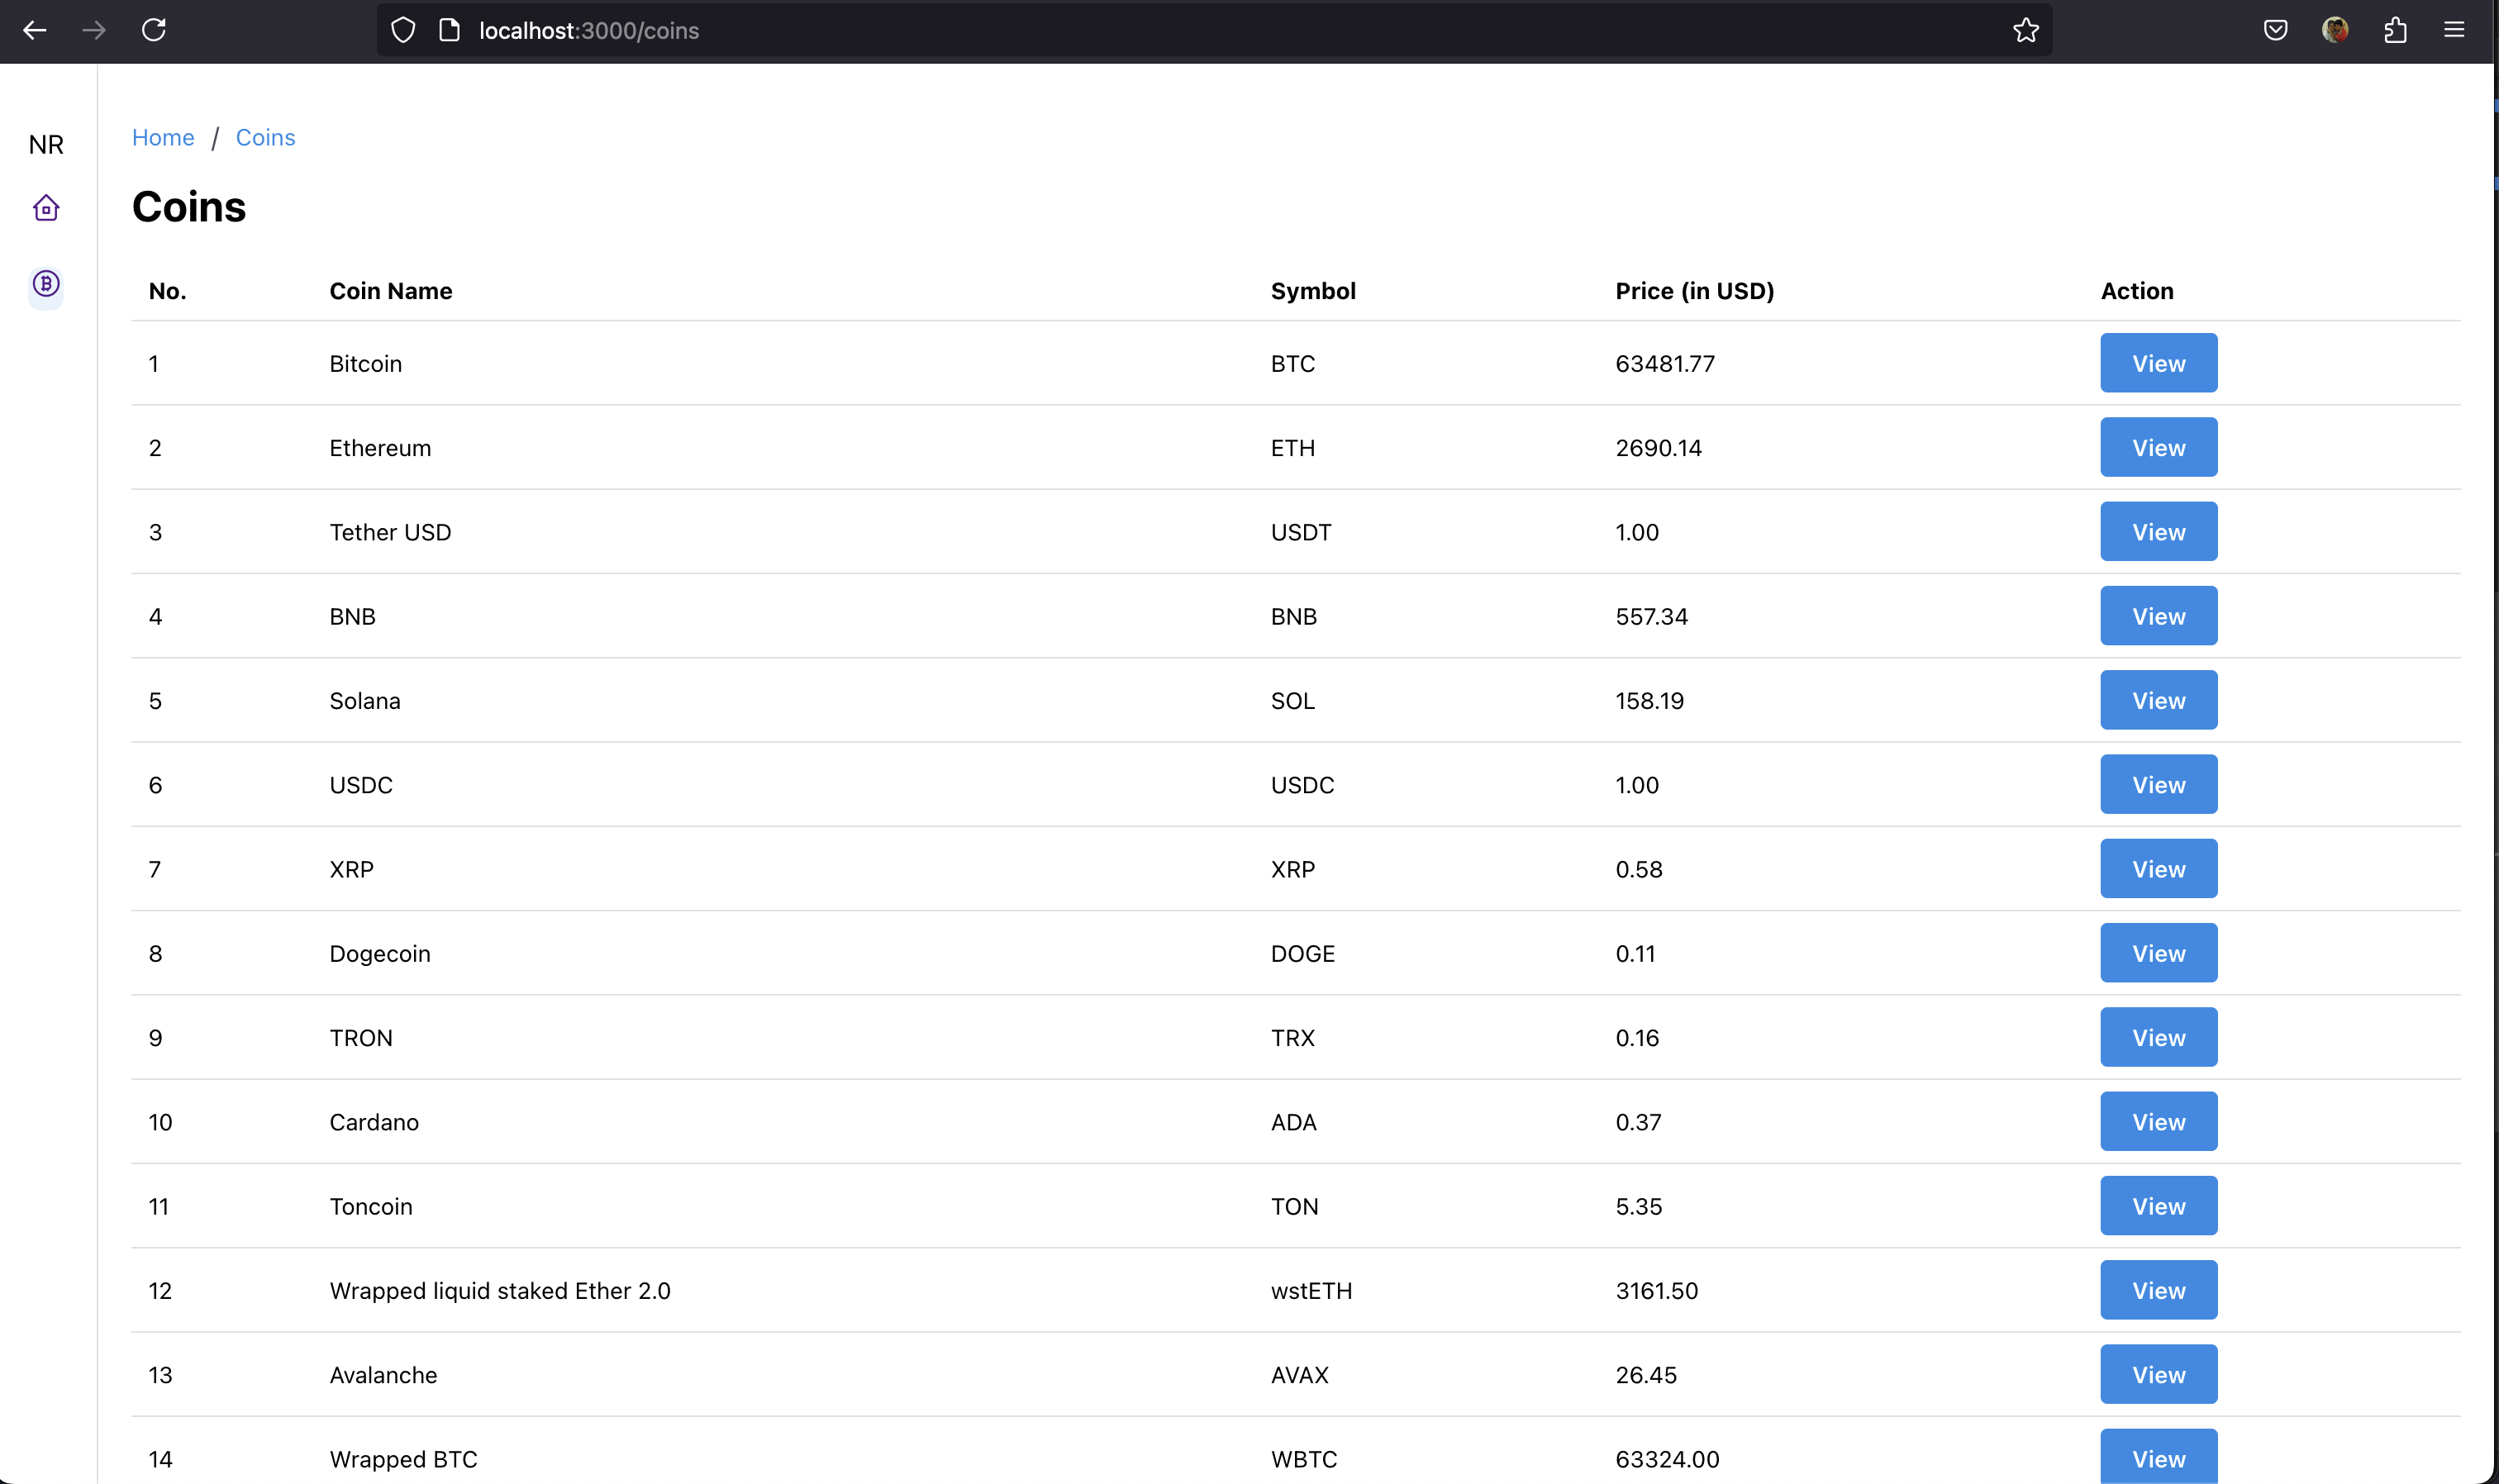 localhost:3000/coins
NR
Home / Coins
Coins
No. Coin Name Symbol Price (in USD) Action
1 Bitcoin BTC 63481.77 View
2 Ethereum ETH 2690.14 View
3 Tether USD USDT 1.00 View
4 BNB BNB 557.34 View
5 Solana SOL 158.19 View
6 USDC USDC 1.00 View
7 XRP XRP 0.58 View
8 Dogecoin DOGE 0.11 View
9 TRON TRX 0.16 View
10 Cardano ADA 0.37 View
11 Toncoin TON 5.35 View
12 Wrapped liquid staked Ether 2.0 wstETH 3161.50 View
13 Avalanche AVAX 26.45 View
14 Wrapped BTC WBTC 63324.00 View